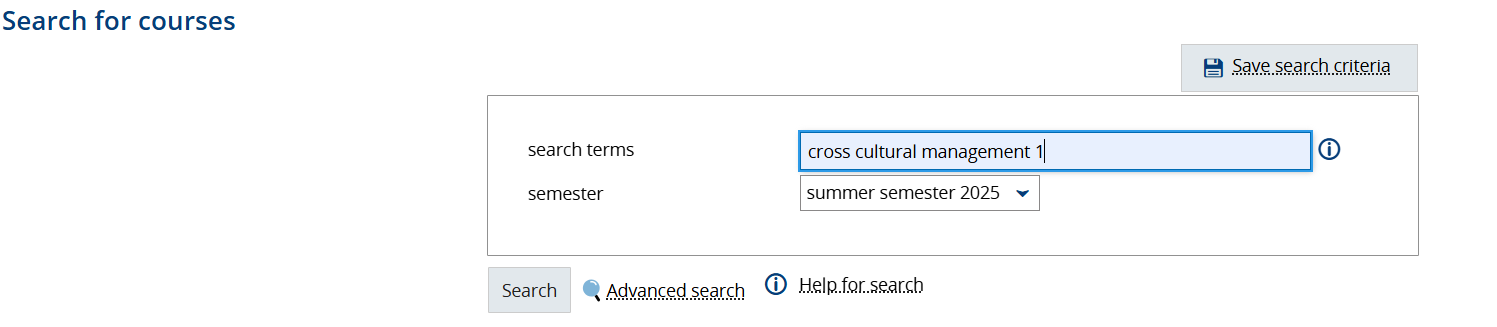 Search for courses
Save search criteria
search terms
cross cultural management 1
semester
summer semester 2025
Search
Advanced search
Help for search